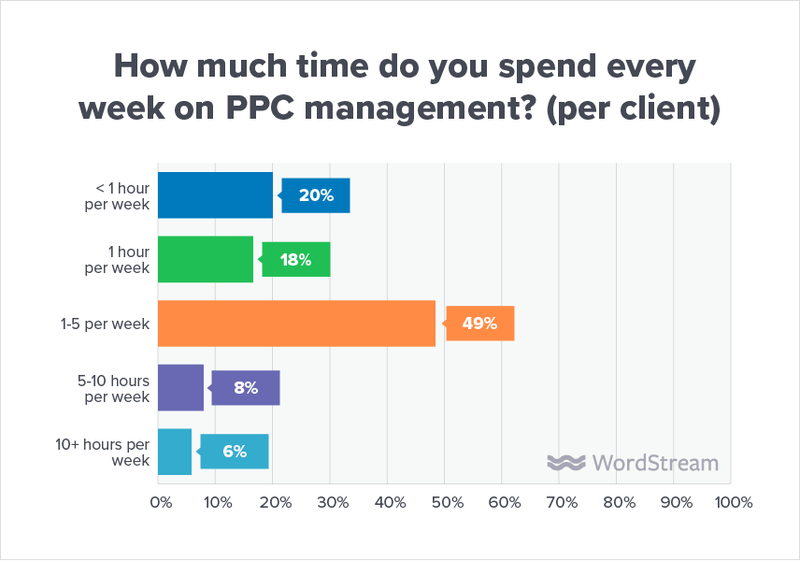 How much time do you spend every
week on PPC management? (per client)
< 1 hour
per week
20%
1 hour
per week
18%
1-5 per week
49%
5-10 hours
per week
8%
10+ hours per
week
6%
WordStream
0% 10% 20% 30% 40% 50% 60% 70% 80% 90% 100%